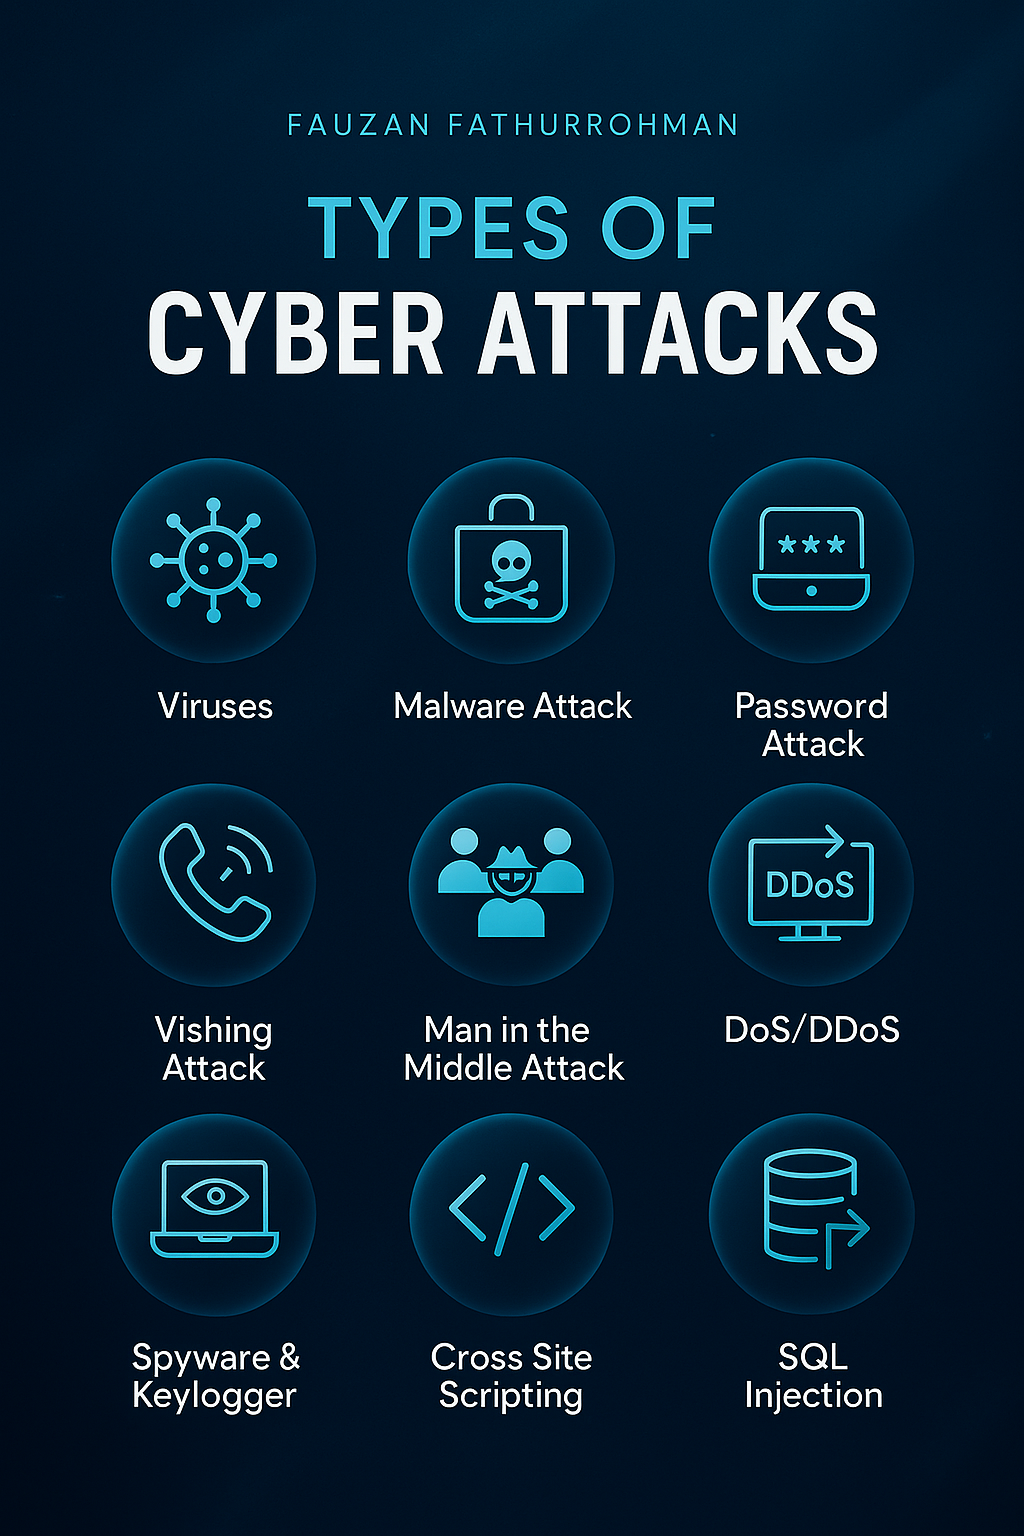 FAUZAN FATHURROHMAN
TYPES OF
CYBER ATTACKS
***
Viruses
Malware Attack
Password
Attack
DDoS
Vishing
Attack
Man in the
Middle Attack
DoS/DDoS
</>
Spyware &
Keylogger
Cross Site
Scripting
SQL
Injection